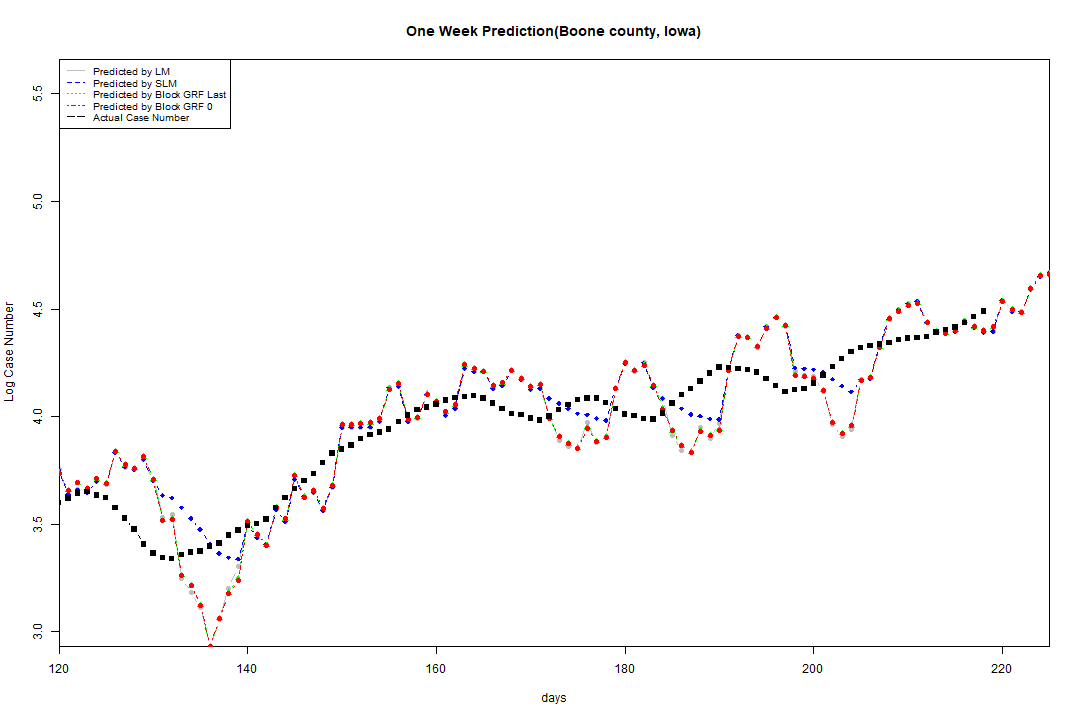 One Week Prediction(Boone county, Iowa)
Predicted by LM
Predicted by SLM
Predicted by Block GRF Last
Predicted by Block GRF 0
Actual Case Number
5.5
5.0
4.5
4.0
3.5
3.0
Log Case Number
120 140 160 180 200 220
days